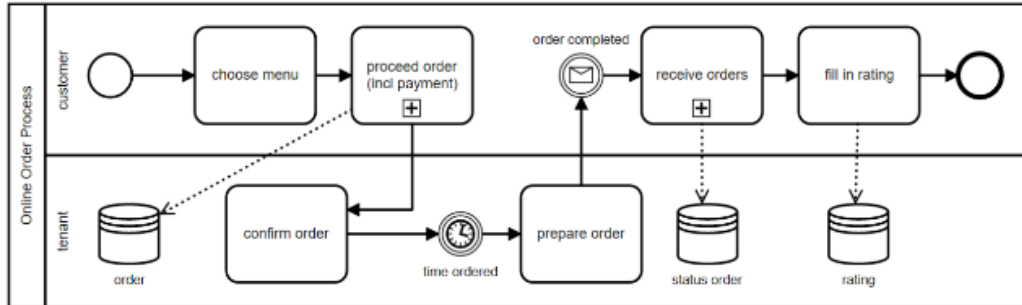 Online Order Process
customer
choose menu
proceed order
(incl payment)
order completed
receive orders
fill in rating
tenant
order
confirm order
time ordered
prepare order
status order
rating